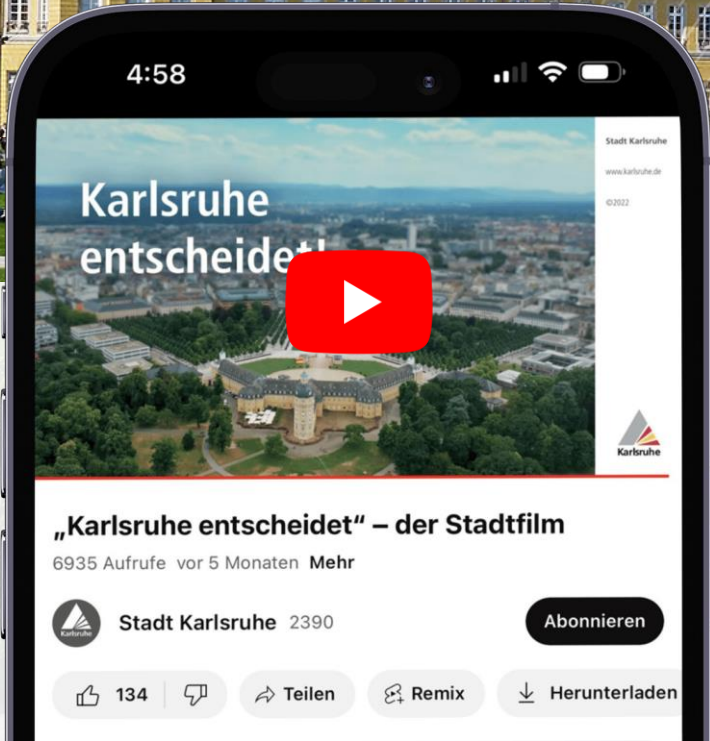 4:58
Stadt Karlsruhe
www.karlsruhe.de
©2022
Karlsruhe
entscheidet!
Karlsruhe
„Karlsruhe entscheidet“ – der Stadtfilm
6935 Aufrufe vor 5 Monaten Mehr
Karlsruhe
Stadt Karlsruhe 2390
Abonnieren
134
Teilen
Remix
Herunterladen